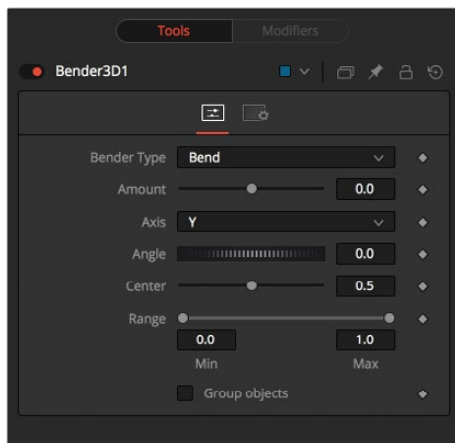 Tools Modifiers
Bender3D1
Bender Type Bend
Amount 0.0
Axis Y
Angle 0.0
Center 0.5
Range
0.0 1.0
Min Max
Group objects